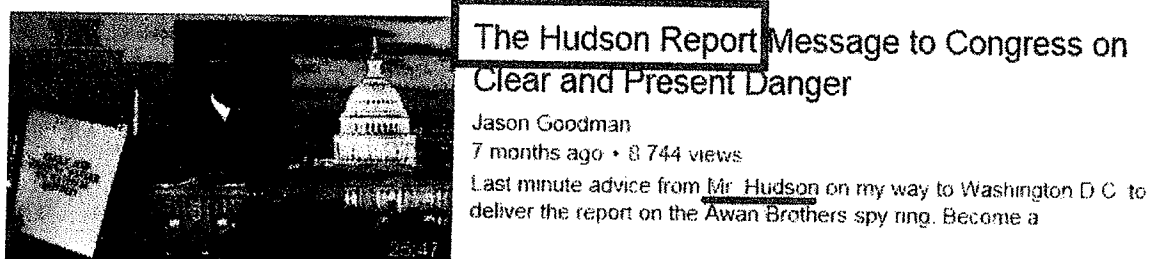 The Hudson Report Message to Congress on
Clear and Present Danger
Jason Goodman
7 months ago • 8 744 views
Last minute advice from Mr Hudson on my way to Washington D C to
deliver the report on the Awan Brothers spy ring. Become a
25:47